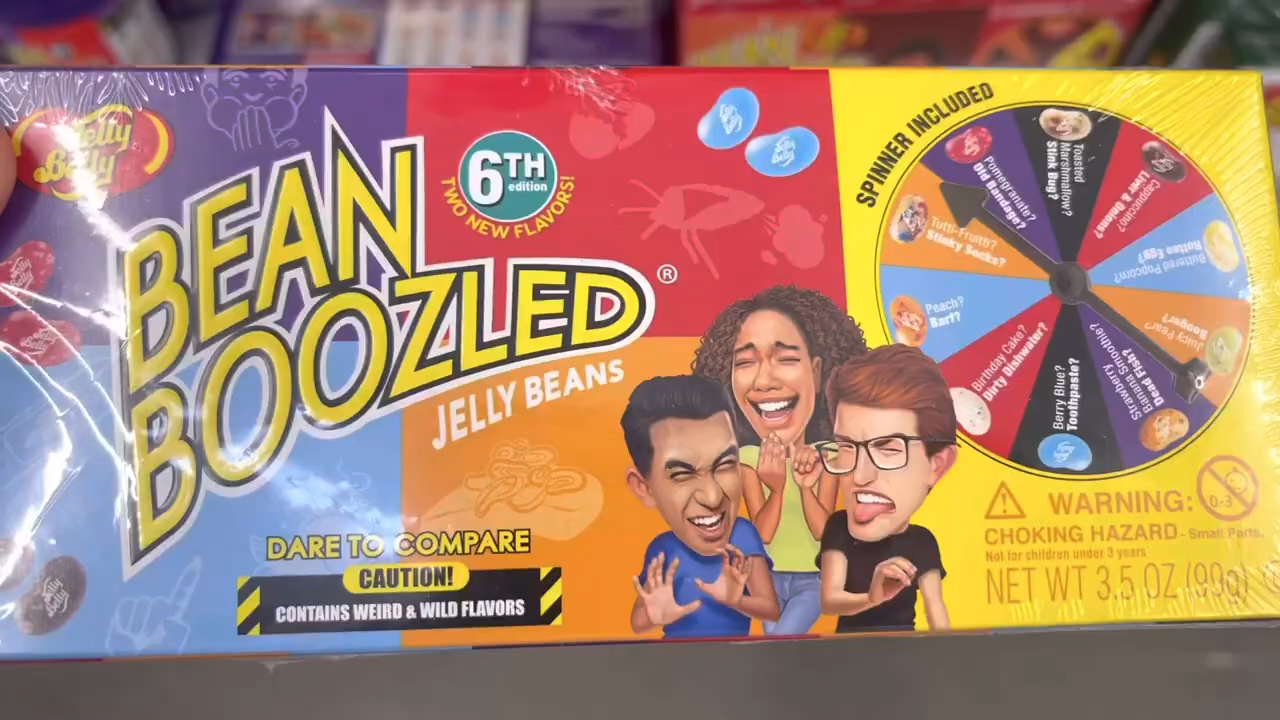 Jelly
Belly
BEAN
BOOZLED®
JELLY BEANS
6TH
edition
TWO NEW FLAVORS!
DARE TO COMPARE
CAUTION!
CONTAINS WEIRD & WILD FLAVORS
SPINNER INCLUDED
Toasted
Marshmallow?
Stink Bug?
Cappuccino?
Liver & Onions?
Buttered Popcorn?
Rotten Egg?
Juicy Pear?
Booger?
Strawberry
Banana Smoothie?
Dead Fish?
Berry Blue?
Toothpaste?
Birthday Cake?
Dirty Dishwater?
Peach?
Barf?
Tutti-Fruitti?
Stinky Socks?
Pomegranate?
Old Bandage?
WARNING:
0-3
CHOKING HAZARD - Small Parts.
Not for children under 3 years
NET WT 3.5 OZ (99g)